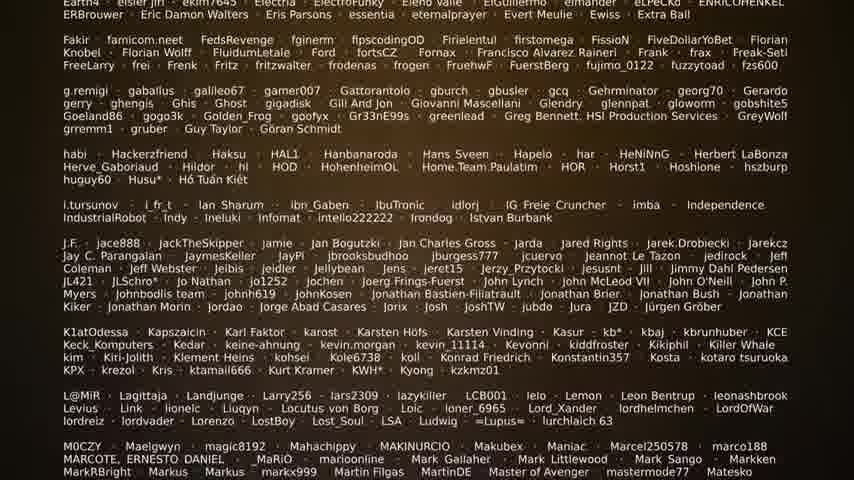 Earth4 · eisler jiri · ekim7645 · Electria · ElectroFunky · Eleno Valle · ElGuillermo · elmander · eLPeCKo · ENRICOHENKEL
ERBrouwer · Eric Damon Walters · Eris Parsons · essentia · eternalprayer · Evert Meulie · Ewiss · Extra Ball
Fakir · famicom.neet · FedsRevenge · fginerm · fipscodingOD · Firielentul · firstomega · FissioN · FiveDollarYoBet · Florian
Knobel · Florian Wolff · FluidumLetale · Ford · fortsCZ · Fornax · Francisco Alvarez Raineri · Frank · frax · Freak-Seti
FreeLarry · frei · Frenk · Fritz · fritzwalter · frodenas · frogen · FruehwF · FuerstBerg · fujimo_0122 · fuzzytoad · fzs600
g.remigi · gaballus · galileo67 · gamer007 · Gattorantolo · gburch · gbusler · gcq · Gehrminator · georg70 · Gerardo
gerry · ghengis · Ghis · Ghost · gigadisk · Gill And Jon · Giovanni Mascellani · Glendry · glennpat · gloworm · gobshite5
Goeland86 · gogo3k · Golden_Frog · goofyx · Gr33nE99s · greenlead · Greg Bennett. HSI Production Services · GreyWolf
grremm1 · gruber · Guy Taylor · Göran Schmidt
habi · Hackerzfriend · Haksu · HAL1 · Hanbanaroda · Hans Sveen · Hapelo · har · HeNiNnG · Herbert LaBonza
Herve_Gaboriaud · Hildor · hl · HOD · HohenheimOL · Home.Team.Paulatim · HOR · Horst1 · Hoshione · hszburp
huguy60 · Husu* · Hồ Tuấn Kiệt
i.tursunov · i_fr_t · Ian Sharum · ibn_Gaben · IbuTronic · idlorj · IG Freie Cruncher · imba · Independence
IndustrialRobot · Indy · Ineluki · Infomat · intello222222 · Irondog · Istvan Burbank
J.F. · jace888 · JackTheSkipper · Jamie · Jan Bogutzki · Jan Charles Gross · Jarda · Jared Rights · Jarek.Drobiecki · Jarekcz
Jay C. Parangalan · JaymesKeller · JayPi · jbrooksbudhoo · jburgess777 · jcuervo · Jeannot Le Tazon · jedirock · Jeff
Coleman · Jeff Webster · Jeibis · jeidler · Jellybean · Jens · jeret15 · Jerzy_Przytocki · jesusnt · Jill · Jimmy Dahl Pedersen
JL421 · JLSchro* · Jo Nathan · jo1252 · Jochen · Joerg.Frings-Fuerst · John Lynch · John McLeod VII · John O'Neill · John P.
Myers · Johnbodlis team · johnh619 · JohnKosen · Jonathan Bastien-Filiatrault · Jonathan Brier · Jonathan Bush · Jonathan
Kiker · Jonathan Morin · jordao · Jorge Abad Casares · Jorix · Josh · JoshTW · jubdo · Jura · JZD · Jürgen Gröber
K1atOdessa · Kapszaicin · Karl Faktor · karost · Karsten Höfs · Karsten Vinding · Kasur · kb* · kbaj · kbrunhuber · KCE
Keck_Komputers · Kedar · keine-ahnung · kevin.morgan · kevin_11114 · Kevonni · kiddfroster · Kikiphil · Killer Whale
kim · Kiri-Jolith · Klement Heins · kohsei · Kole6738 · koli · Konrad Friedrich · Konstantin357 · Kosta · kotaro tsuruoka
KPX · krezol · Kris · ktamail666 · Kurt Kramer · KWH* · Kyong · kzkmz01
L@MiR · Lagittaja · Landjunge · Larry256 · lars2309 · lazykiller · LCB001 · lelo · Lemon · Leon Bentrup · leonashbrook
Levius · Link · lionelc · Liuqyn · Locutus von Borg · Loic · loner_6965 · Lord_Xander · lordhelmchen · LordOfWar
lordreiz · lordvader · Lorenzo · LostBoy · Lost_Soul · LSA · Ludwig · =Lupus= · lurchlaich 63
M0CZY · Maelgwyn · magic8192 · Mahachippy · MAKINURCIO · Makubex · Maniac · Marcel250578 · marco188
MARCOTE, ERNESTO DANIEL · _MaRiO · marioonline · Mark Gallaher · Mark Littlewood · Mark Sango · Markken
MarkRBright · Markus · Markus · markx999 · Martin Filgas · MartinDE · Master of Avenger · mastermode77 · Matesko